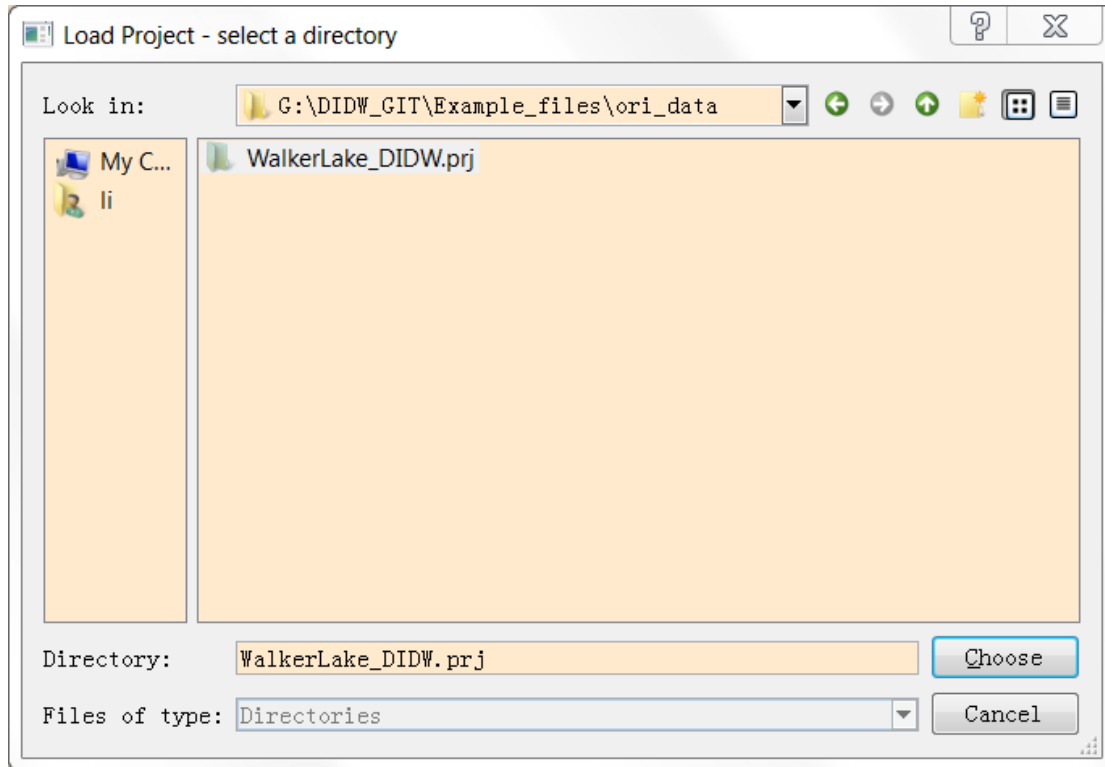 Load Project - select a directory
Look in: G:\DIDW_GIT\Example_files\ori_data
My C...
li
WalkerLake_DIDW.prj
Directory: WalkerLake_DIDW.prj Choose
Files of type: Directories Cancel